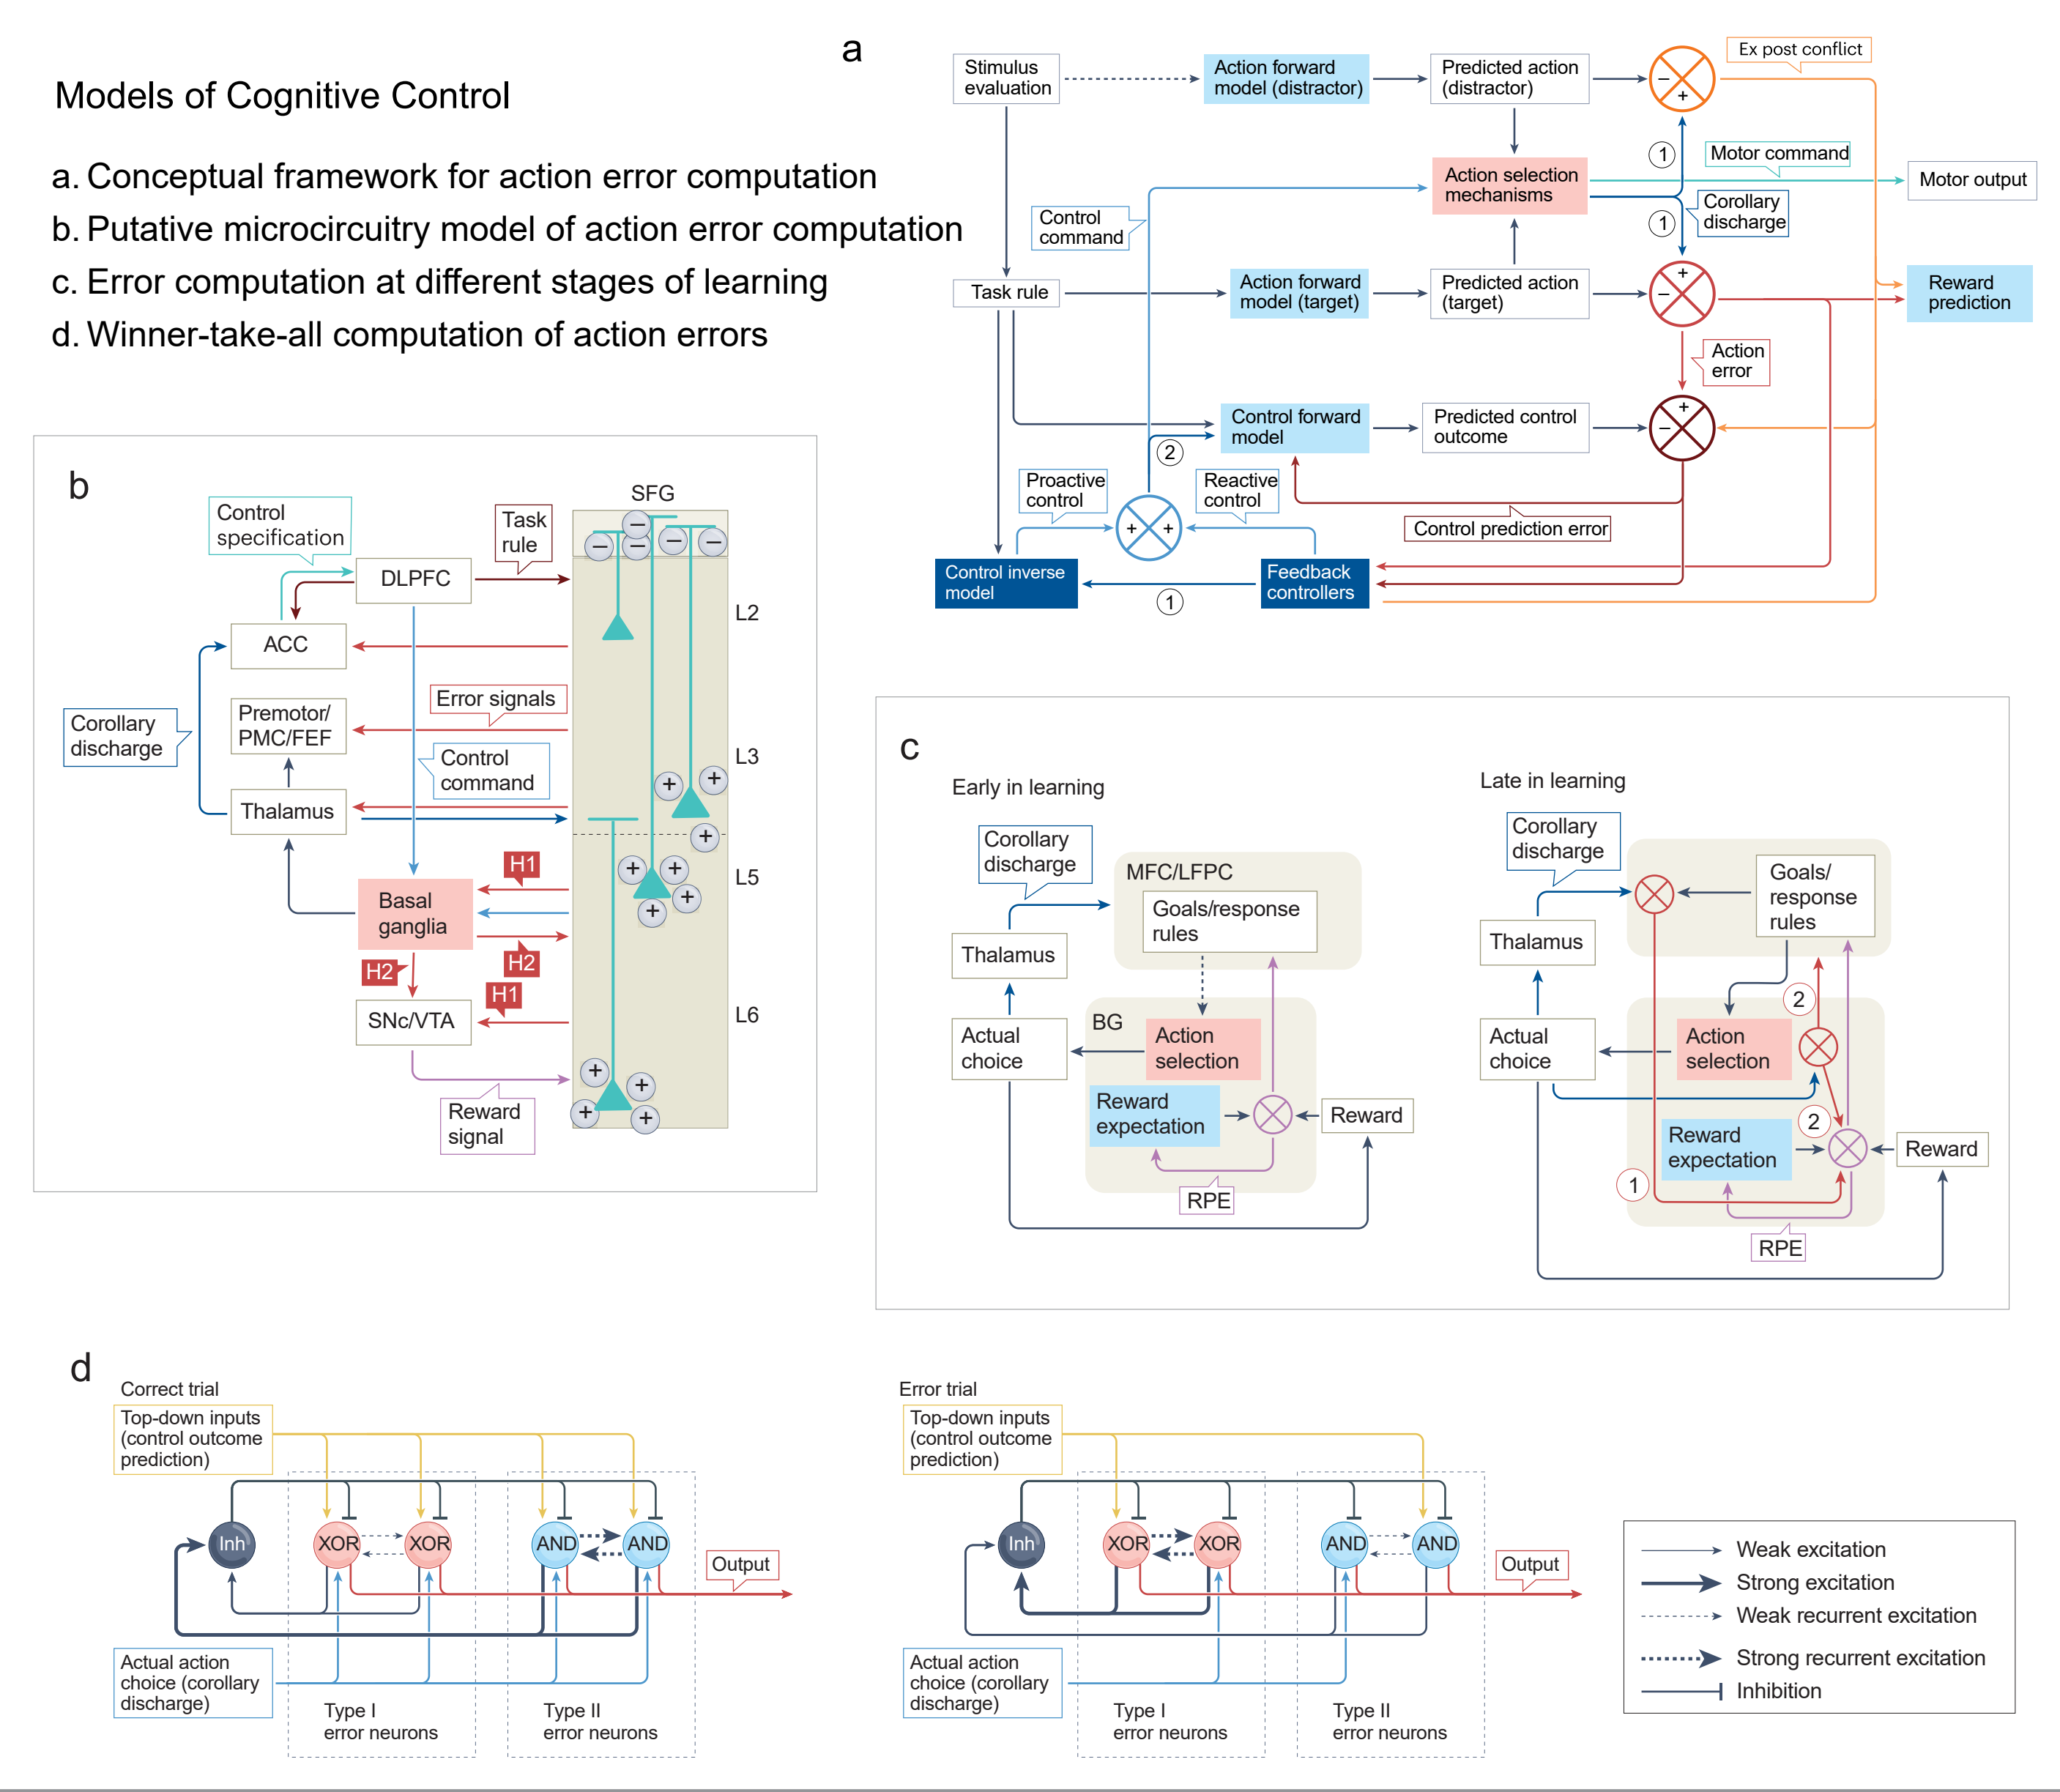 Models of Cognitive Control
a. Conceptual framework for action error computation
b. Putative microcircuitry model of action error computation
c. Error computation at different stages of learning
d. Winner-take-all computation of action errors
a
Stimulus
evaluation
Action forward
model (distractor)
Predicted action
(distractor)
−
+
Ex post conflict
1
Motor command
Action selection
mechanisms
Motor output
Corollary
discharge
1
Control
command
Task rule
Action forward
model (target)
Predicted action
(target)
+
−
Reward
prediction
Action
error
Control forward
model
Predicted control
outcome
+
−
2
Proactive
control
Reactive
control
+ +
Control prediction error
Control inverse
model
Feedback
controllers
1
b
Control
specification
Task
rule
SFG
−
− − − −
DLPFC
L2
ACC
Error signals
Premotor/
PMC/FEF
Corollary
discharge
Control
command
L3
+ +
Thalamus
+
H1
L5
+ +
+
+
Basal
ganglia
H2
H2
H1
SNc/VTA
L6
+
+
+
+
Reward
signal
c
Early in learning
Corollary
discharge
MFC/LFPC
Goals/response
rules
Thalamus
BG
Actual
choice
Action
selection
Reward
expectation
Reward
RPE
Late in learning
Corollary
discharge
Goals/
response
rules
Thalamus
2
Actual
choice
Action
selection
2
Reward
expectation
Reward
1
RPE
d
Correct trial
Top-down inputs
(control outcome
prediction)
Inh
XOR XOR
AND AND
Output
Actual action
choice (corollary
discharge)
Type I
error neurons
Type II
error neurons
Error trial
Top-down inputs
(control outcome
prediction)
Inh
XOR XOR
AND AND
Output
Actual action
choice (corollary
discharge)
Type I
error neurons
Type II
error neurons
Weak excitation
Strong excitation
Weak recurrent excitation
Strong recurrent excitation
Inhibition